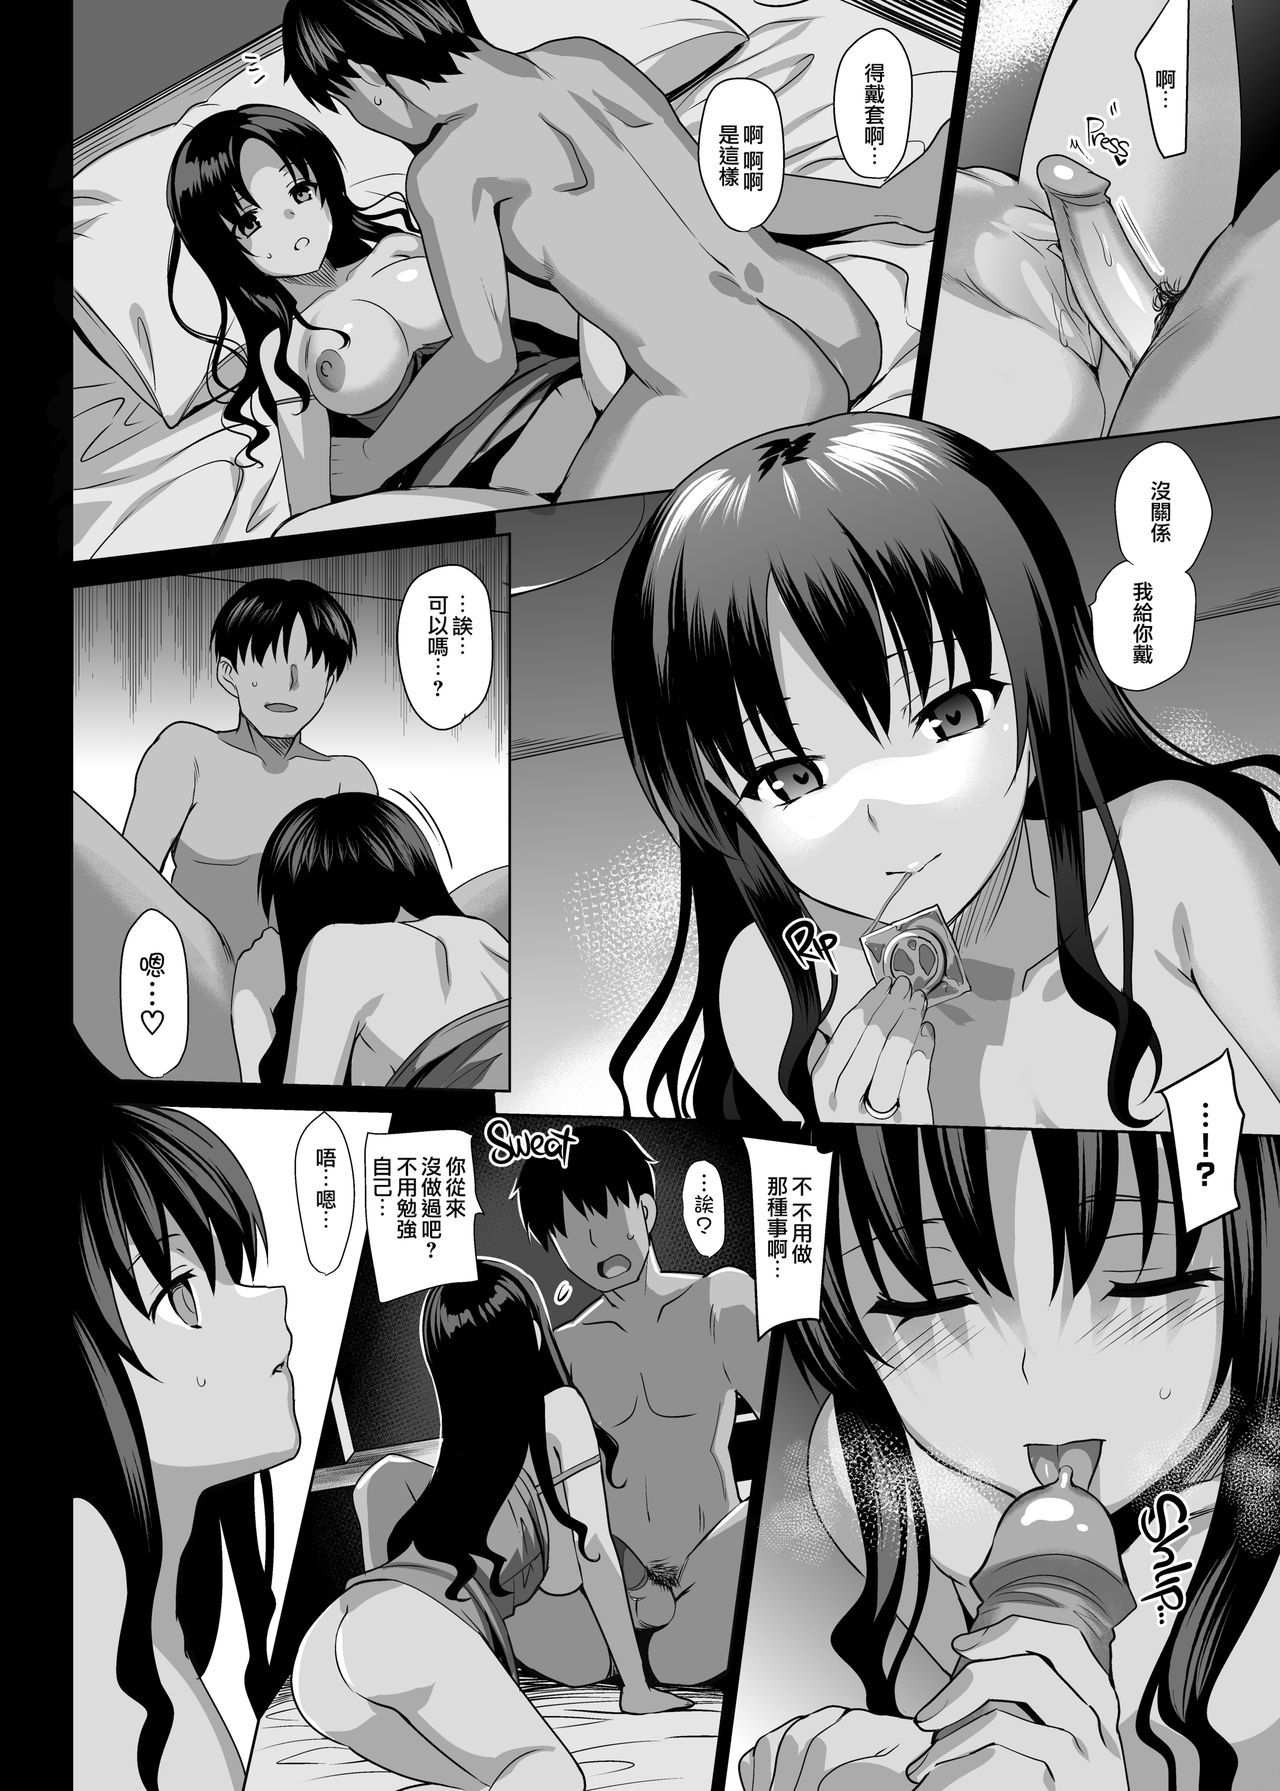 啊…
Press
得戴套啊…
啊 啊啊
是這樣
沒關係
我給你戴
Rip
…誒…
可以嗎…?
嗯……♡
…!?
Shlip…
不 不用做
那種事啊…
…誒?
Sweat
你從來
沒做過吧?
不用勉強
自己…
唔…嗯…